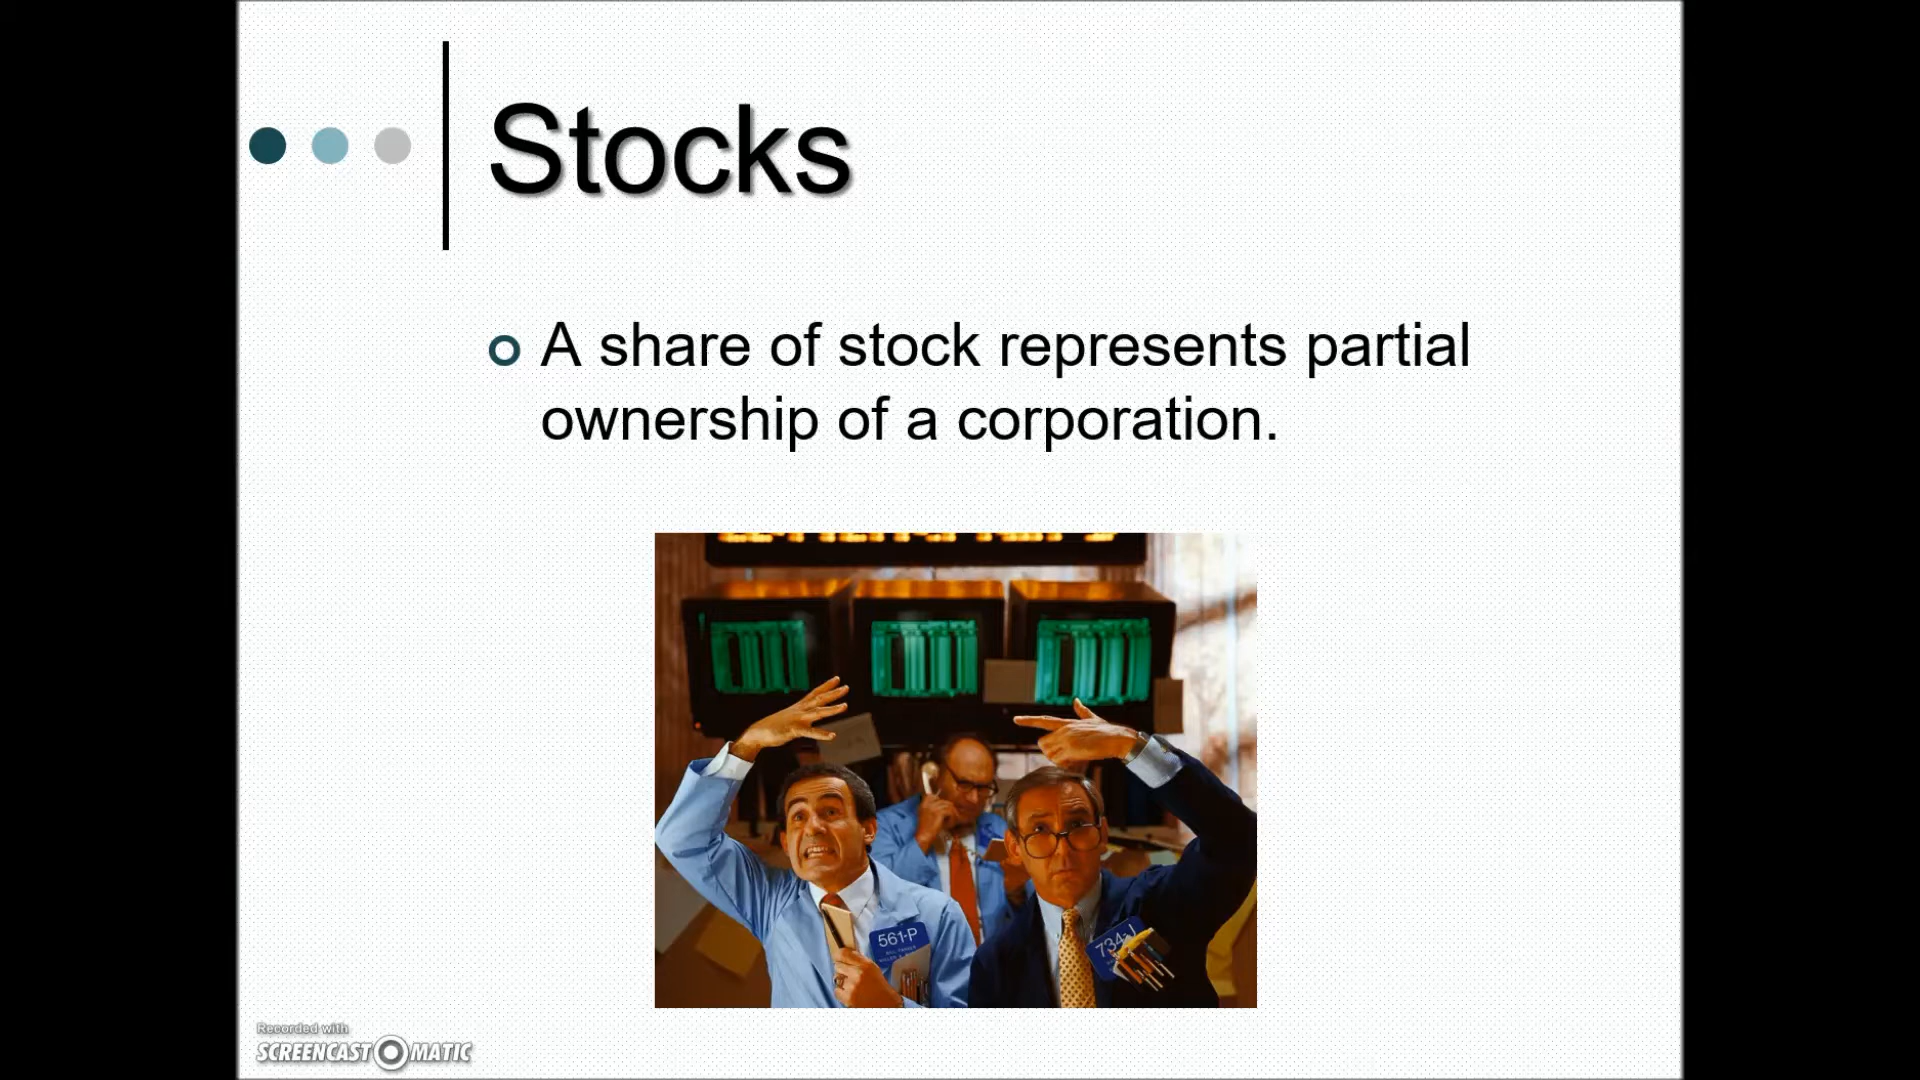 Stocks
A share of stock represents partial
ownership of a corporation.
561-P
734-J
Recorded with
SCREENCAST MATIC